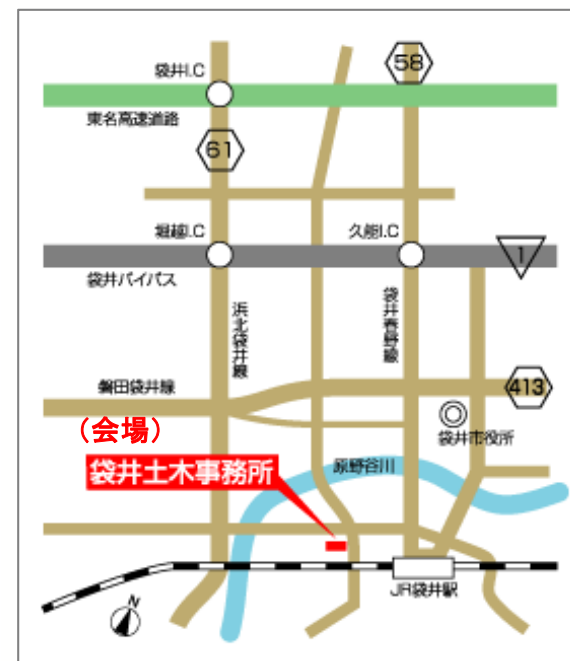 袋井I.C
58
東名高速道路
61
堀越I.C
久能I.C
1
袋井バイパス
浜北袋井線
袋井春野線
磐田袋井線
413
(会場)
袋井市役所
袋井土木事務所
原野谷川
JR袋井駅
N